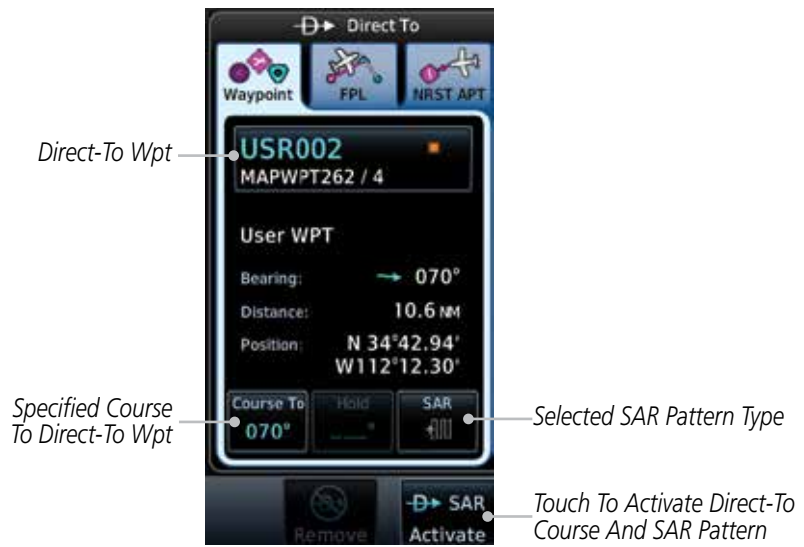 Direct To
Waypoint FPL NRST APT
Direct-To Wpt
USR002
MAPWPT262 / 4
User WPT
Bearing: 070°
Distance: 10.6 NM
Position: N 34°42.94'
W112°12.30'
Specified Course
To Direct-To Wpt
Course To Hold SAR
070° _ _ _°
Selected SAR Pattern Type
SAR
Remove Activate
Touch To Activate Direct-To
Course And SAR Pattern